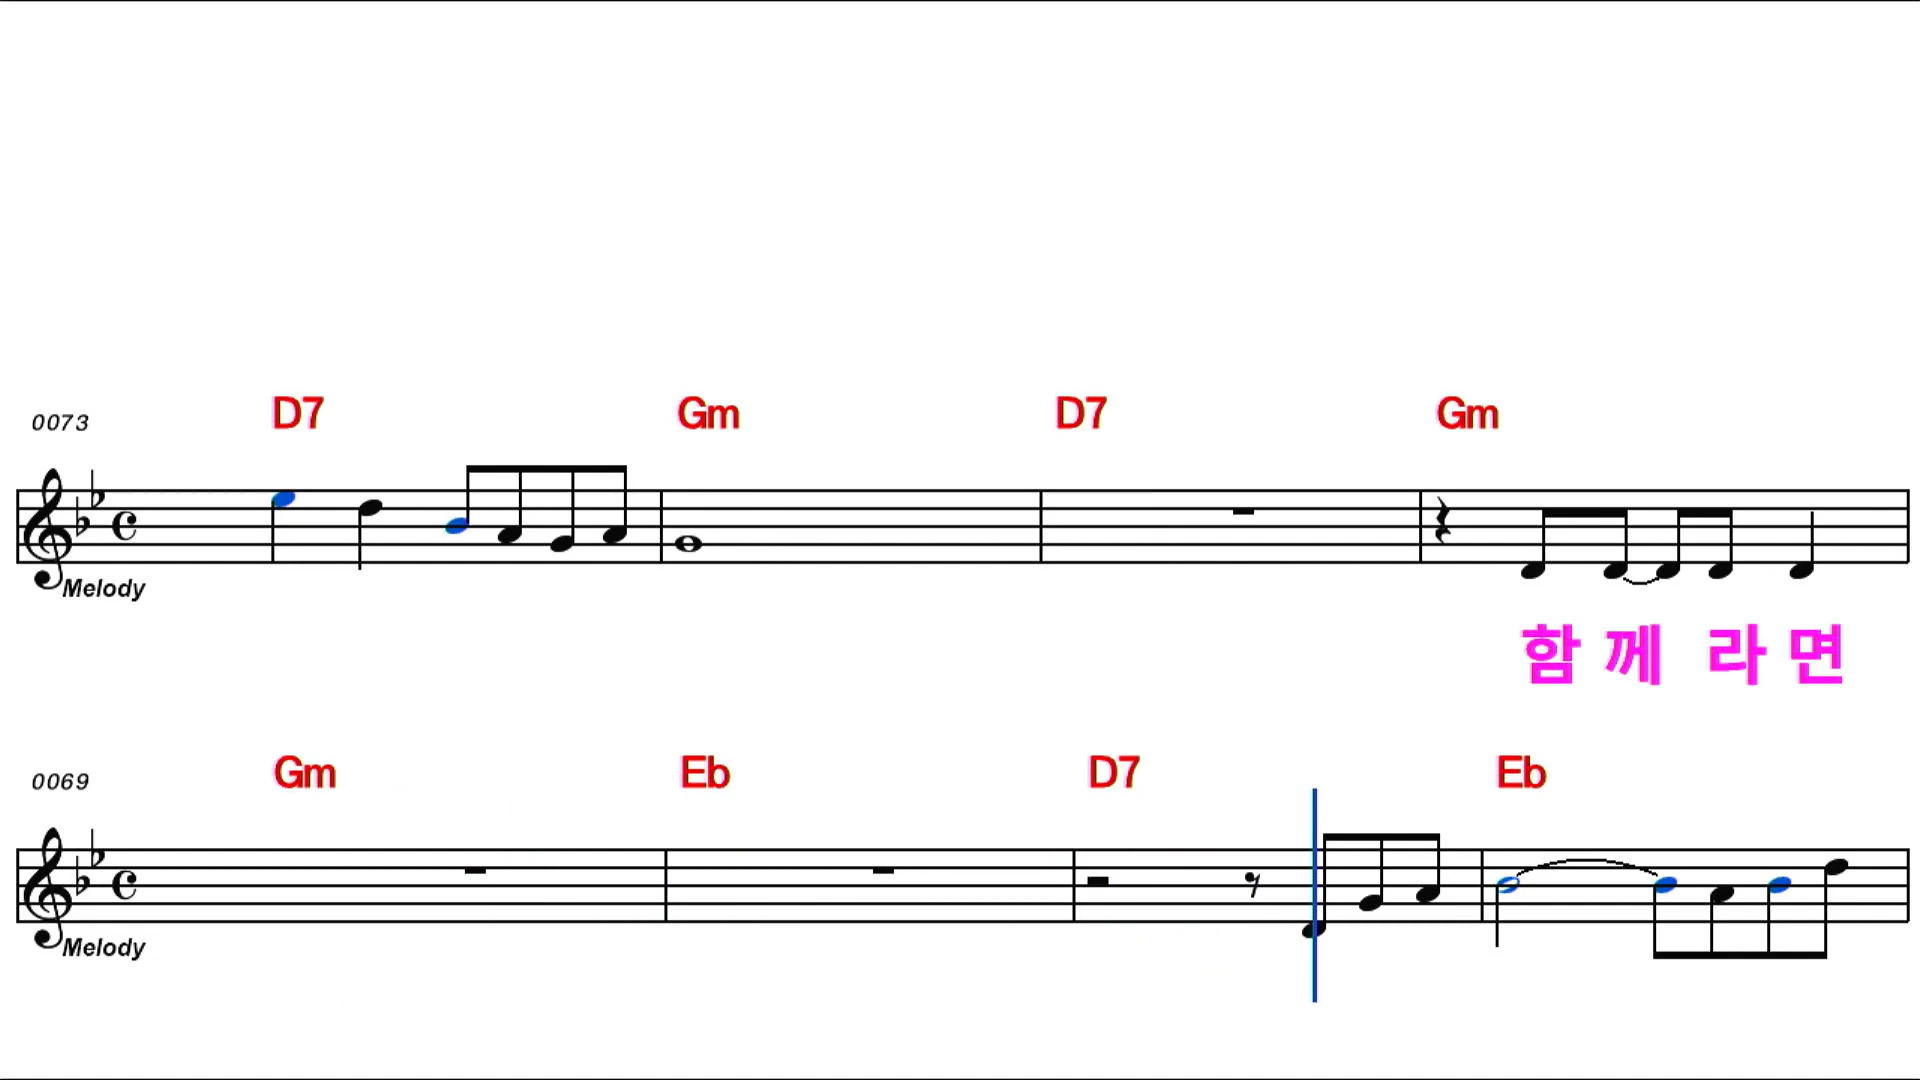 0073 D7 Gm D7 Gm
Melody
함 께 라 면
0069 Gm Eb D7 Eb
Melody